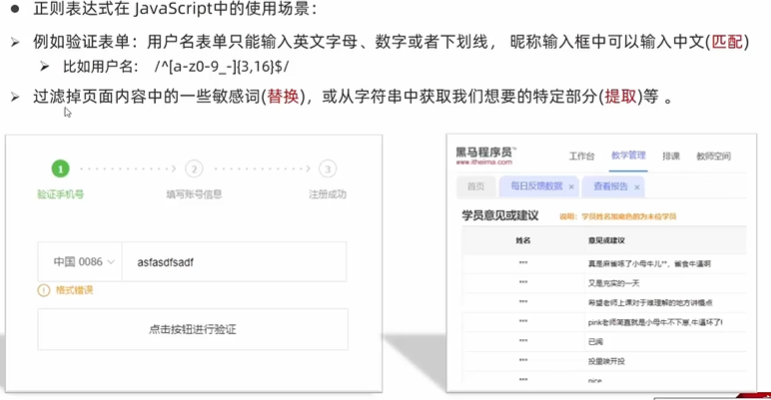 正则表达式在 JavaScript中的使用场景：
例如验证表单：用户名表单只能输入英文字母、数字或者下划线， 昵称输入框中可以输入中文(匹配)
比如用户名： /^[a-z0-9_-]{3,16}$/
过滤掉页面内容中的一些敏感词(替换)，或从字符串中获取我们想要的特定部分(提取)等 。
1 2 3
验证手机号 填写账号信息 注册成功
中国 0086 asfasdfsadf
格式错误
点击按钮进行验证
黑马程序员
www.itheima.com
工作台 教学管理 排课 教师空间
首页 每日反馈数据 × 查看报告 ×
学员意见或建议 说明：学员姓名加黄色的为未给学员
姓名 意见或建议
*** 真是麻雀啄了小母牛儿**，雀食牛逼啊
*** 又是充实的一天
*** 希望老师上课对于难理解的地方讲慢点
*** pink老师简直就是小母牛不下崽,牛逼坏了!
*** 已阅
***
*** nice